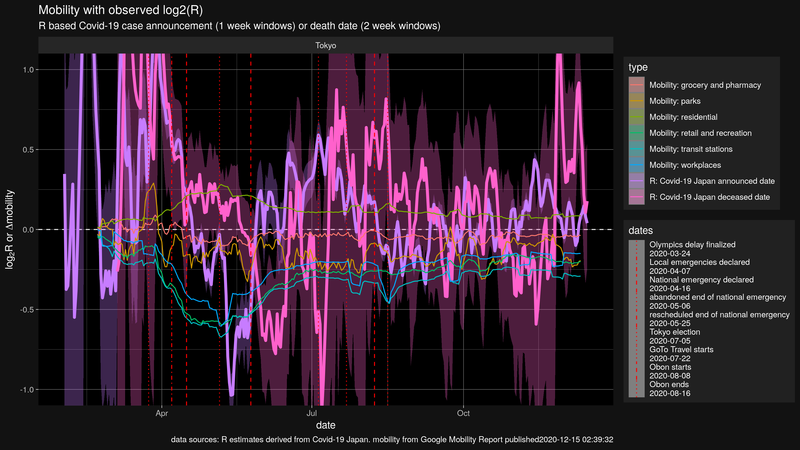 Mobility with observed log2(R)
R based Covid-19 case announcement (1 week windows) or death date (2 week windows)
Tokyo
1.0
0.5
0.0
-0.5
-1.0
log₂R or Δmobility
Apr
Jul
Oct
date
type
Mobility: grocery and pharmacy
Mobility: parks
Mobility: residential
Mobility: retail and recreation
Mobility: transit stations
Mobility: workplaces
R: Covid-19 Japan announced date
R: Covid-19 Japan deceased date
dates
Olympics delay finalized
2020-03-24
Local emergencies declared
2020-04-07
National emergency declared
2020-04-16
abandoned end of national emergency
2020-05-06
rescheduled end of national emergency
2020-05-25
Tokyo election
2020-07-05
GoTo Travel starts
2020-07-22
Obon starts
2020-08-08
Obon ends
2020-08-16
data sources: R estimates derived from Covid-19 Japan. mobility from Google Mobility Report published2020-12-15 02:39:32